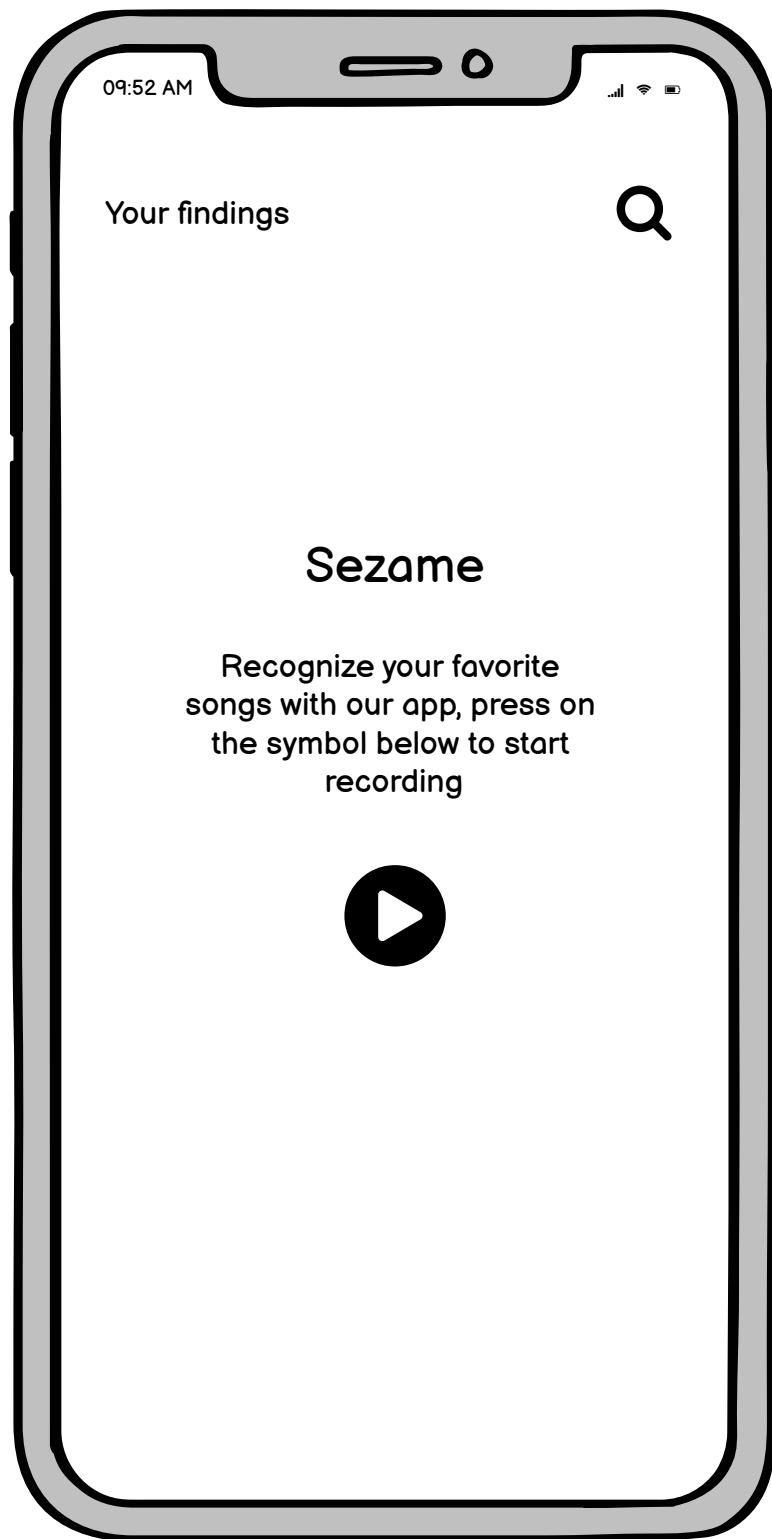 09:52 AM
Your findings
Sezame
Recognize your favorite
songs with our app, press on
the symbol below to start
recording